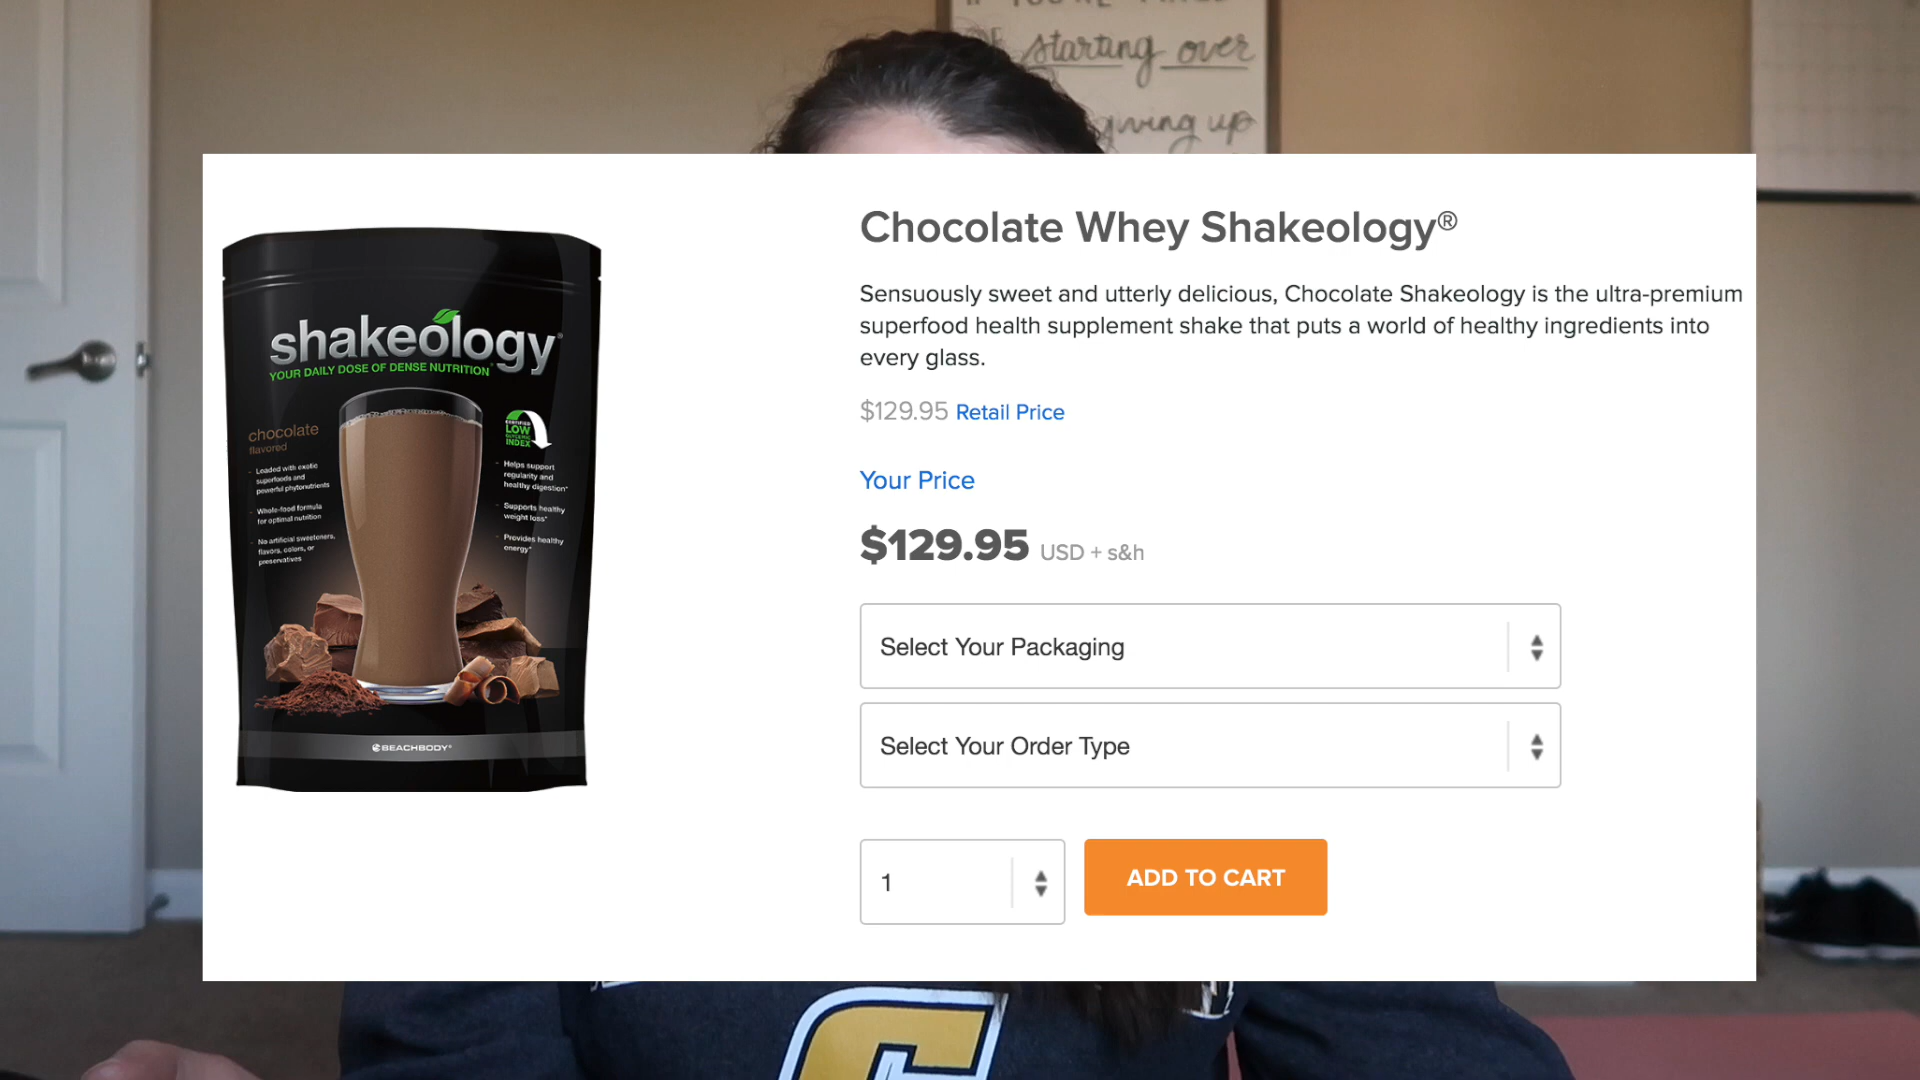 starting over
giving up
Chocolate Whey Shakeology®
Sensuously sweet and utterly delicious, Chocolate Shakeology is the ultra-premium
superfood health supplement shake that puts a world of healthy ingredients into
every glass.
$129.95 Retail Price
Your Price
$129.95 USD + s&h
Select Your Packaging
Select Your Order Type
1
ADD TO CART
shakeology
YOUR DAILY DOSE OF DENSE NUTRITION
chocolate
flavored
- Loaded with exotic
superfoods and
powerful phytonutrients
- Whole-food formula
for optimal nutrition
- No artificial sweeteners,
flavors, colors, or
preservatives
CERTIFIED
LOW
GLYCEMIC
INDEX
- Helps support
regularity and
healthy digestion*
- Supports healthy
weight loss*
- Provides healthy
energy*
BEACHBODY®